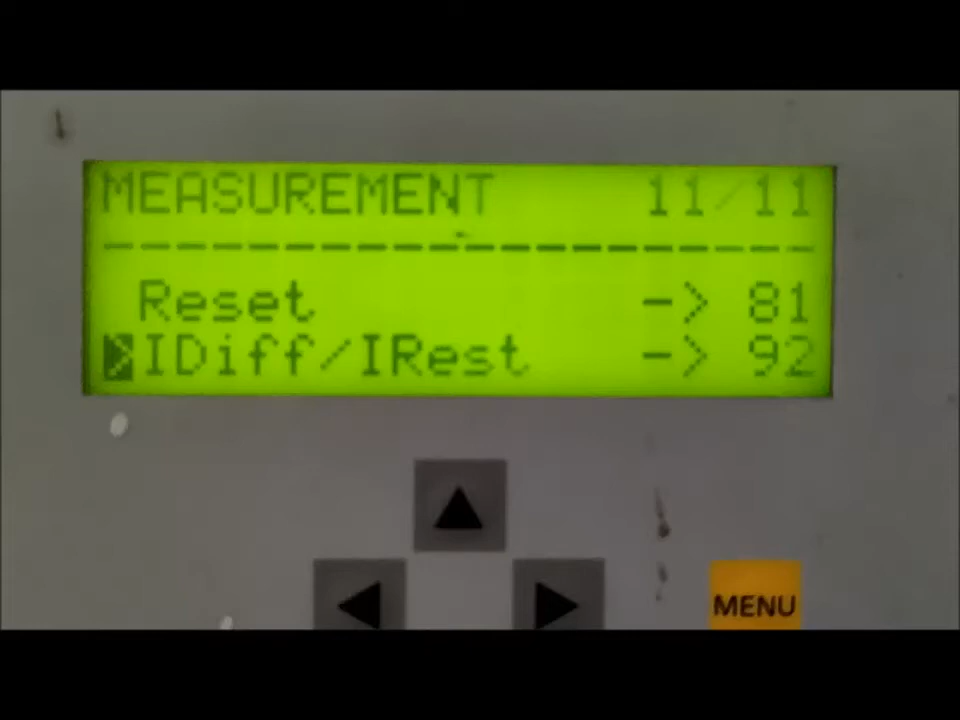 MEASUREMENT 11/11
--------------------
Reset -> 81
>IDiff/IRest -> 92
MENU